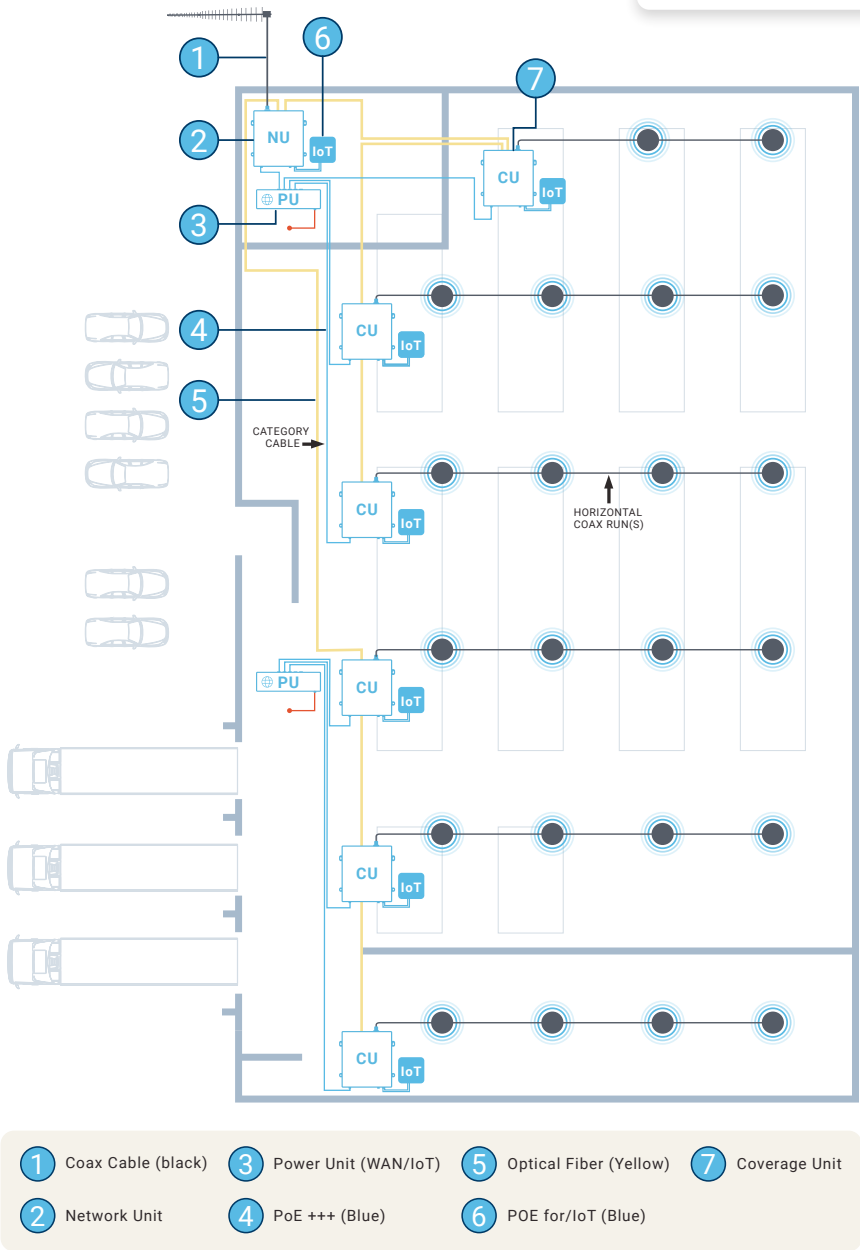 6
1
7
2
NU
IoT
CU
IoT
3
PU
4
CU
IoT
5
CATEGORY
CABLE
CU
IoT
HORIZONTAL
COAX RUN(S)
PU
CU
IoT
CU
IoT
CU
IoT
1 Coax Cable (black)
3 Power Unit (WAN/IoT)
5 Optical Fiber (Yellow)
7 Coverage Unit
2 Network Unit
4 PoE +++ (Blue)
6 POE for/IoT (Blue)